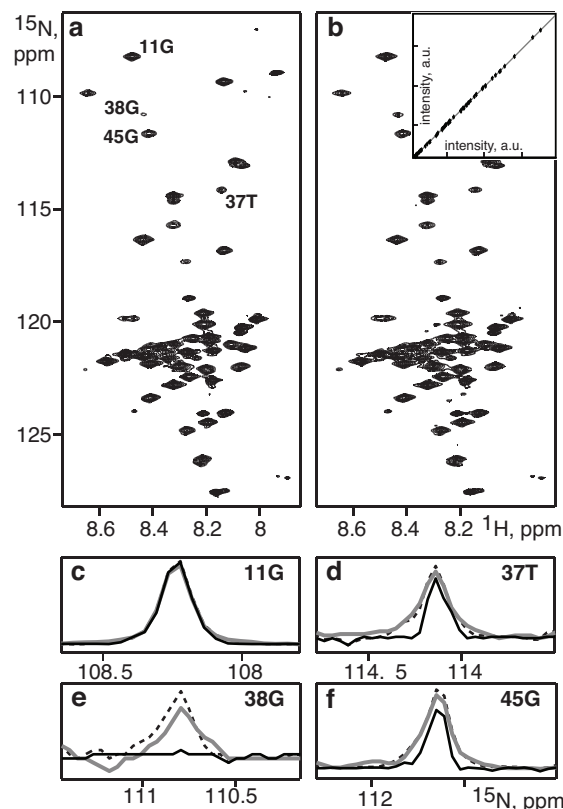 15N, ppm
a
11G
38G
45G
37T
b
intensity, a.u.
intensity, a.u.
110
115
120
125
8.6 8.4 8.2 8
8.6 8.4 8.2 1H, ppm
c 11G
108.5 108
d 37T
114. 5 114
e 38G
111 110.5
f 45G
112 15N, ppm